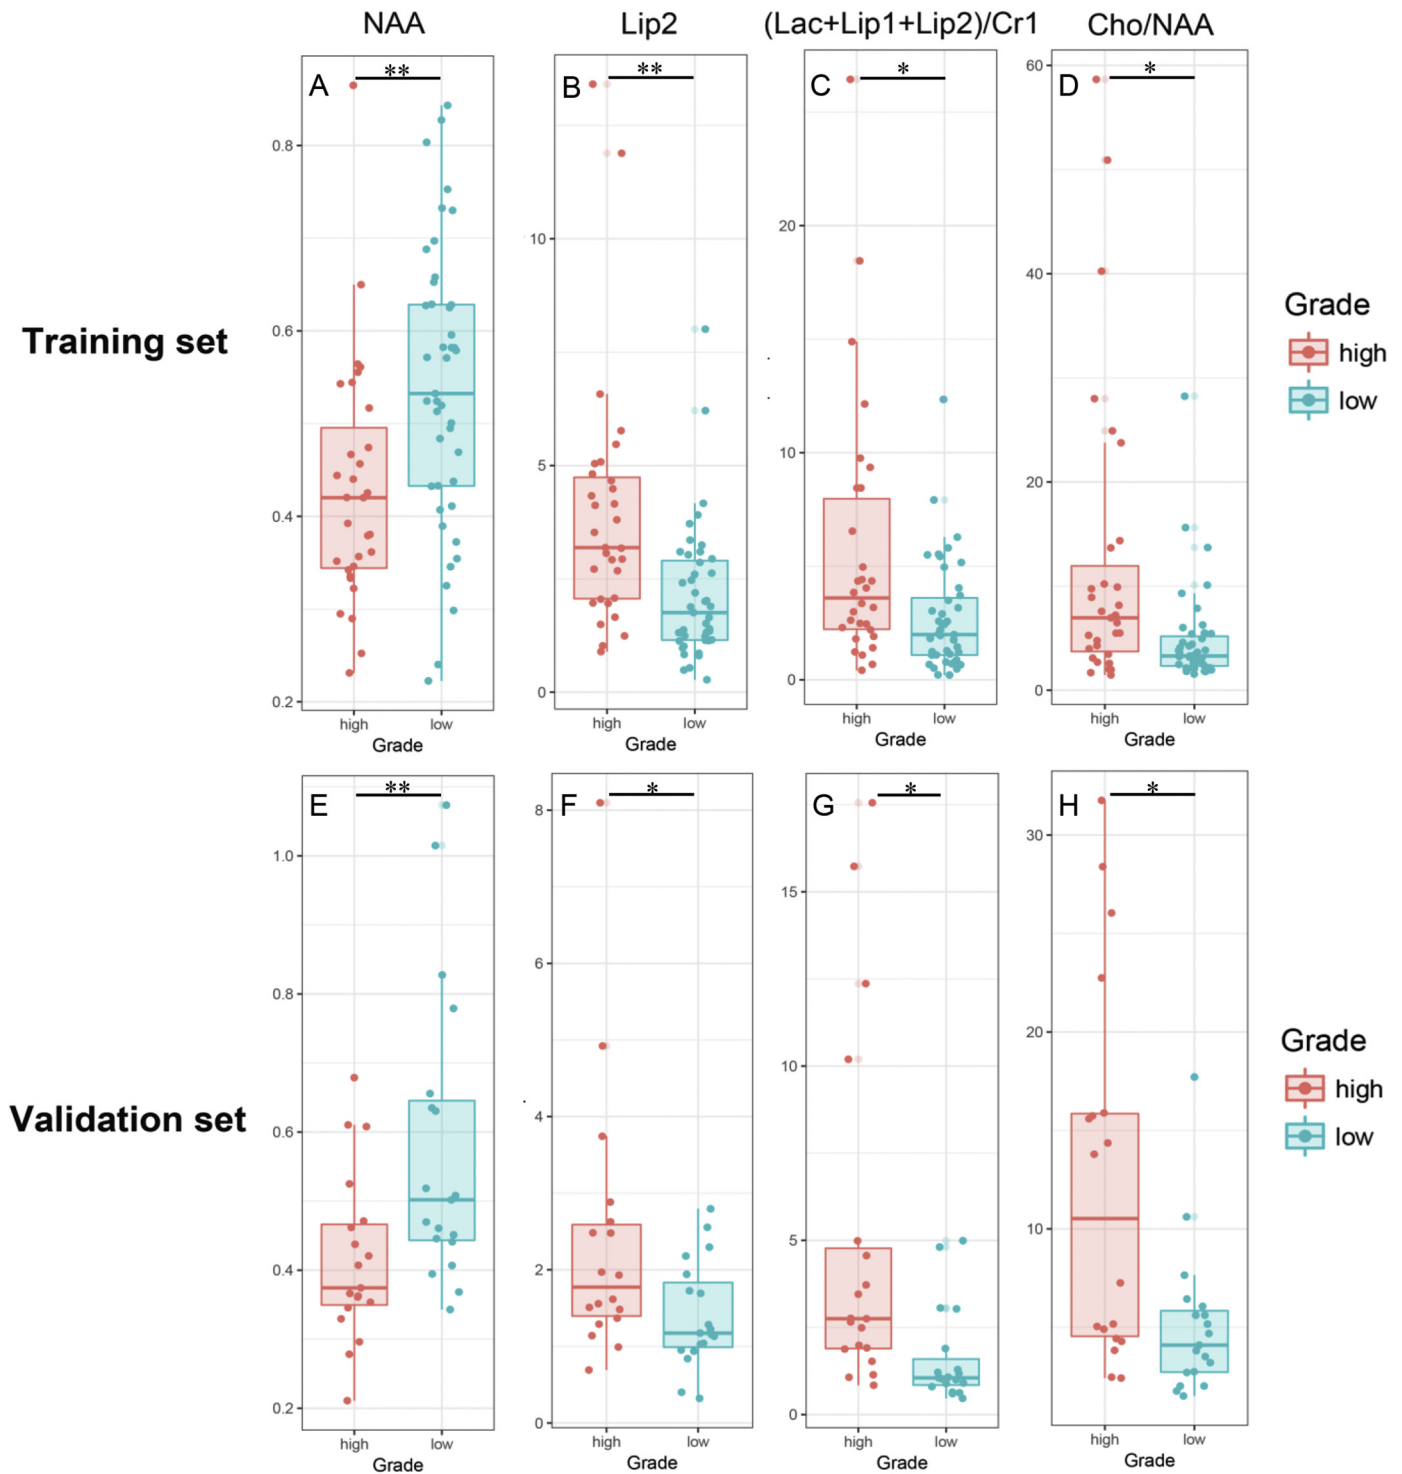 NAA Lip2 (Lac+Lip1+Lip2)/Cr1 Cho/NAA
Training set
A ** 0.8 0.6 0.4 0.2 high low Grade
B ** 10 5 0 high low Grade
C * 20 10 0 high low Grade
D * 60 40 20 0 high low Grade
Grade
high
low
Validation set
E ** 1.0 0.8 0.6 0.4 0.2 high low Grade
F * 8 6 4 2 0 high low Grade
G * 15 10 5 0 high low Grade
H * 30 20 10 high low Grade
Grade
high
low